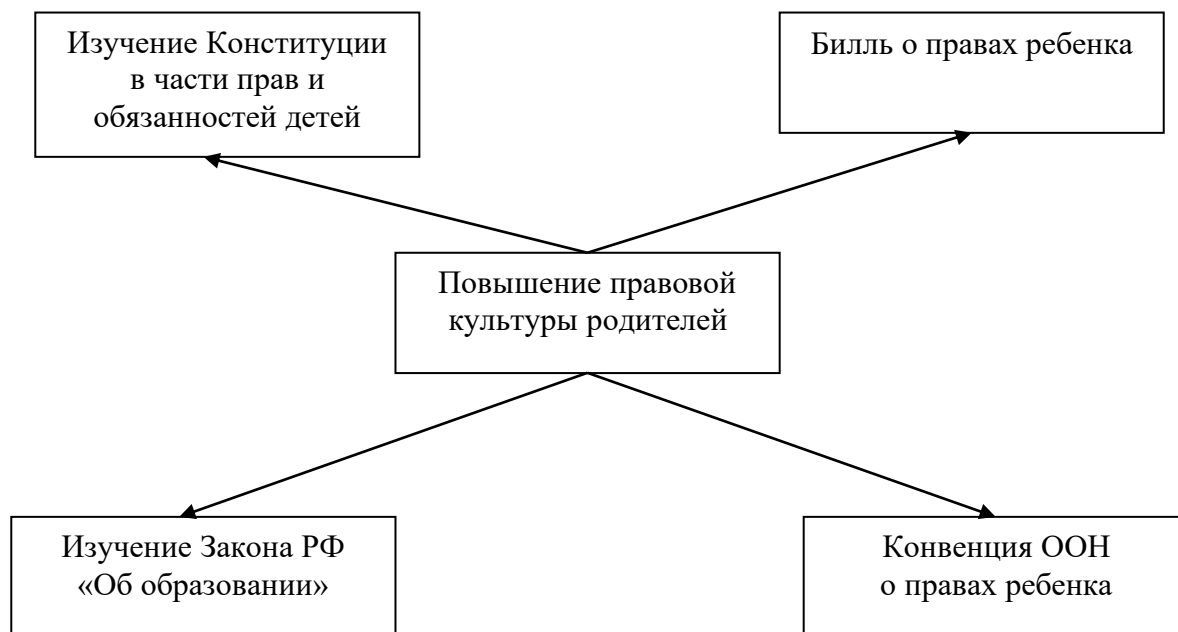 Изучение Конституции
в части прав и
обязанностей детей
Билль о правах ребенка
Повышение правовой
культуры родителей
Изучение Закона РФ
«Об образовании»
Конвенция ООН
о правах ребенка